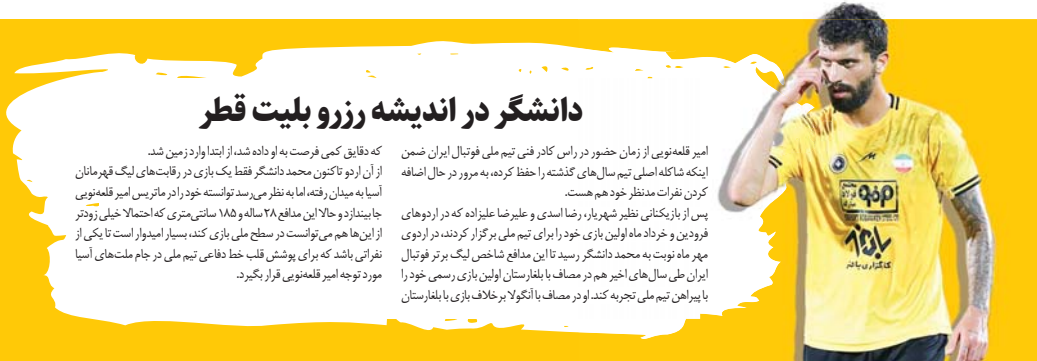 دانشگر در اندیشه رزرو بلیت قطر
امیر قلعه‌نویی از زمان حضور در راس کادر فنی تیم ملی فوتبال ایران ضمن
اینکه شاکله اصلی تیم سال‌های گذشته را حفظ کرده، به مرور در حال اضافه
کردن نفرات مدنظر خود هم هست.
پس از بازیکنانی نظیر شهریار، رضا اسدی و علیرضا علیزاده که در اردوهای
فرودین و خرداد ماه اولین بازی خود را برای تیم ملی برگزار کردند، در اردوی
مهر ماه نوبت به محمد دانشگر رسید تا این مدافع شاخص لیگ برتر فوتبال
ایران طی سال‌های اخیر هم در مصاف با بلغارستان اولین بازی رسمی خود را
با پیراهن تیم ملی تجربه کند. او در مصاف با آنگولا برخلاف بازی با بلغارستان
که دقایق کمی فرصت به او داده شد، از ابتدا وارد زمین شد.
از آن اردو تاکنون محمد دانشگر فقط یک بازی در رقابت‌های لیگ قهرمانان
آسیا به میدان رفته، اما به نظر می‌رسد توانسته خود را در ماتریس امیر قلعه‌نویی
جا بیندازد و حالا این مدافع ۲۸ ساله و ۱۸۵ سانتی‌متری که احتمالا خیلی زودتر
از این‌ها هم می‌توانست در سطح ملی بازی کند، بسیار امیدوار است تا یکی از
نفراتی باشد که برای پوشش قلب خط دفاعی تیم ملی در جام ملت‌های آسیا
مورد توجه امیر قلعه‌نویی قرار بگیرد.